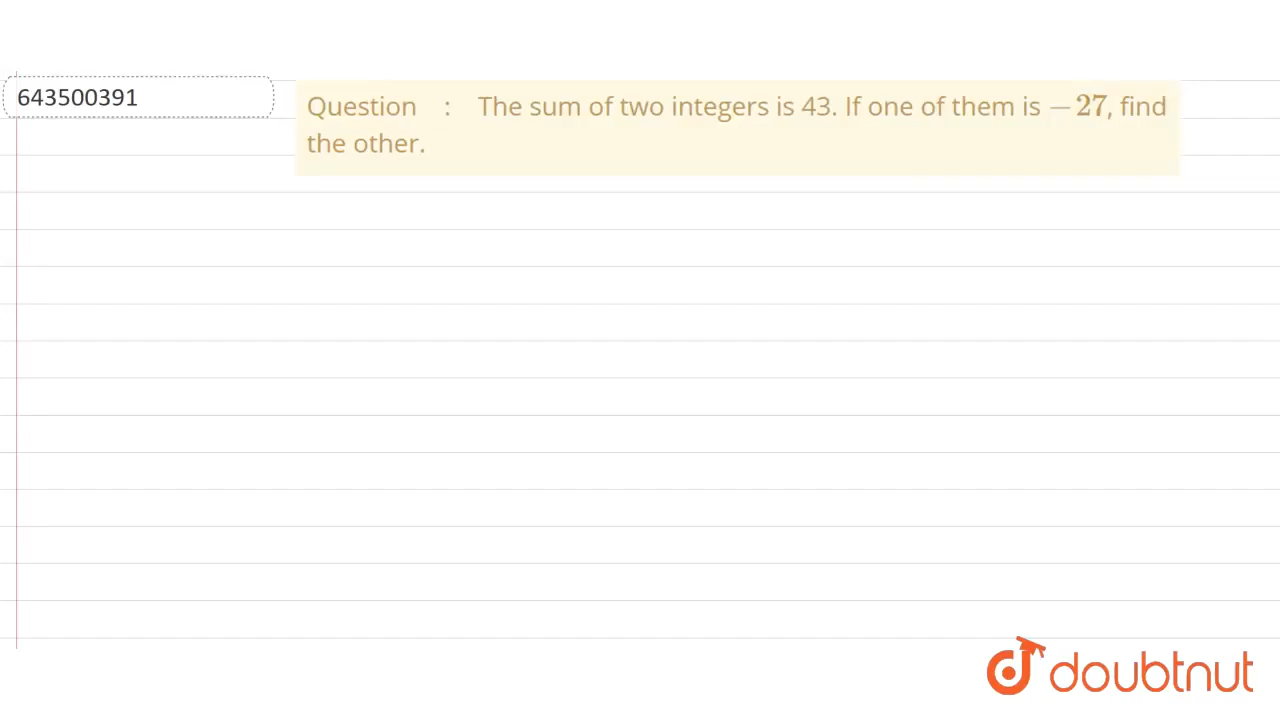 643500391
Question : The sum of two integers is 43. If one of them is −27, find
the other.
doubtnut